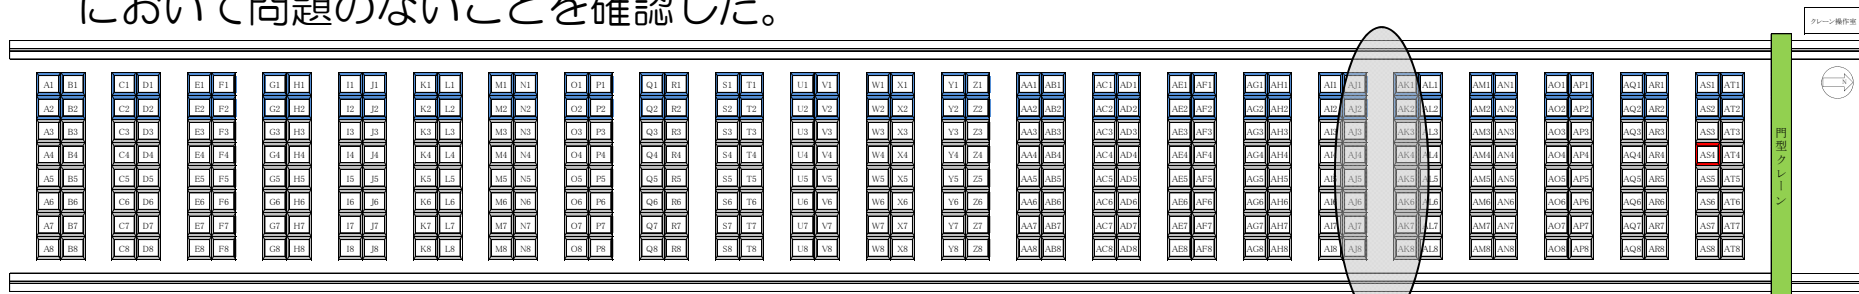 において問題のないことを確認した。
クレーン操作室
A1 B1 C1 D1 E1 F1 G1 H1 I1 J1 K1 L1 M1 N1 O1 P1 Q1 R1 S1 T1 U1 V1 W1 X1 Y1 Z1 AA1 AB1 AC1 AD1 AE1 AF1 AG1 AH1 AI1 AJ1 AK1 AL1 AM1 AN1 AO1 AP1 AQ1 AR1 AS1 AT1
A2 B2 C2 D2 E2 F2 G2 H2 I2 J2 K2 L2 M2 N2 O2 P2 Q2 R2 S2 T2 U2 V2 W2 X2 Y2 Z2 AA2 AB2 AC2 AD2 AE2 AF2 AG2 AH2 AI2 AJ2 AK2 AL2 AM2 AN2 AO2 AP2 AQ2 AR2 AS2 AT2
A3 B3 C3 D3 E3 F3 G3 H3 I3 J3 K3 L3 M3 N3 O3 P3 Q3 R3 S3 T3 U3 V3 W3 X3 Y3 Z3 AA3 AB3 AC3 AD3 AE3 AF3 AG3 AH3 AI3 AJ3 AK3 AL3 AM3 AN3 AO3 AP3 AQ3 AR3 AS3 AT3
A4 B4 C4 D4 E4 F4 G4 H4 I4 J4 K4 L4 M4 N4 O4 P4 Q4 R4 S4 T4 U4 V4 W4 X4 Y4 Z4 AA4 AB4 AC4 AD4 AE4 AF4 AG4 AH4 AI4 AJ4 AK4 AL4 AM4 AN4 AO4 AP4 AQ4 AR4 AS4 AT4
A5 B5 C5 D5 E5 F5 G5 H5 I5 J5 K5 L5 M5 N5 O5 P5 Q5 R5 S5 T5 U5 V5 W5 X5 Y5 Z5 AA5 AB5 AC5 AD5 AE5 AF5 AG5 AH5 AI5 AJ5 AK5 AL5 AM5 AN5 AO5 AP5 AQ5 AR5 AS5 AT5
A6 B6 C6 D6 E6 F6 G6 H6 I6 J6 K6 L6 M6 N6 O6 P6 Q6 R6 S6 T6 U6 V6 W6 X6 Y6 Z6 AA6 AB6 AC6 AD6 AE6 AF6 AG6 AH6 AI6 AJ6 AK6 AL6 AM6 AN6 AO6 AP6 AQ6 AR6 AS6 AT6
A7 B7 C7 D7 E7 F7 G7 H7 I7 J7 K7 L7 M7 N7 O7 P7 Q7 R7 S7 T7 U7 V7 W7 X7 Y7 Z7 AA7 AB7 AC7 AD7 AE7 AF7 AG7 AH7 AI7 AJ7 AK7 AL7 AM7 AN7 AO7 AP7 AQ7 AR7 AS7 AT7
A8 B8 C8 D8 E8 F8 G8 H8 I8 J8 K8 L8 M8 N8 O8 P8 Q8 R8 S8 T8 U8 V8 W8 X8 Y8 Z8 AA8 AB8 AC8 AD8 AE8 AF8 AG8 AH8 AI8 AJ8 AK8 AL8 AM8 AN8 AO8 AP8 AQ8 AR8 AS8 AT8
門型クレーン
N